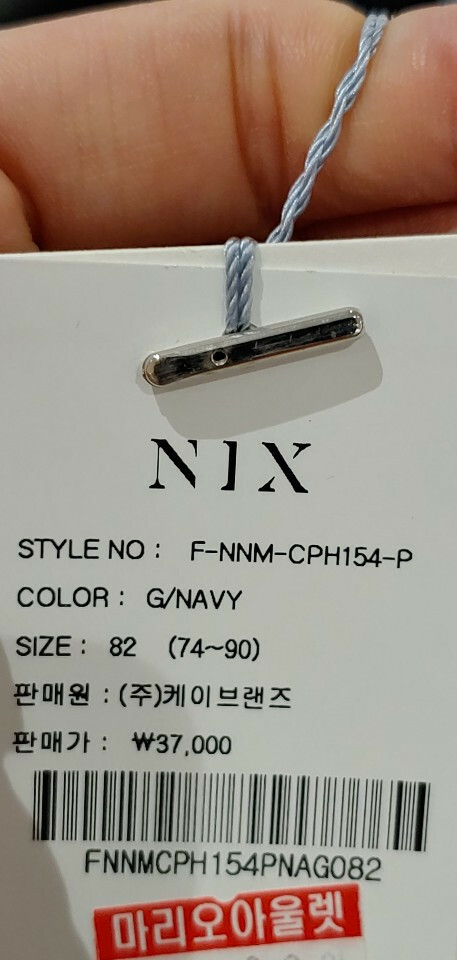 NIX
STYLE NO : F-NNM-CPH154-P
COLOR : G/NAVY
SIZE : 82 (74~90)
판매원 : (주)케이브랜즈
판매가 : ₩37,000
FNNMCPH154PNAG082
마리오아울렛